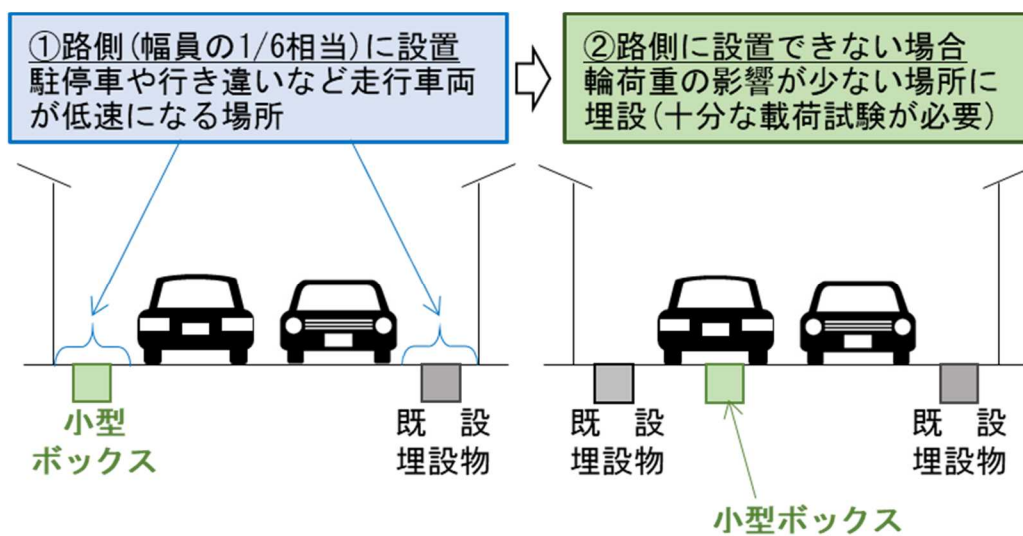 ①路側(幅員の1/6相当)に設置
駐停車や行き違いなど走行車両
が低速になる場所
②路側に設置できない場合
輪荷重の影響が少ない場所に
埋設(十分な載荷試験が必要)
小型
ボックス
既　設
埋設物
既　設
埋設物
既　設
埋設物
小型ボックス